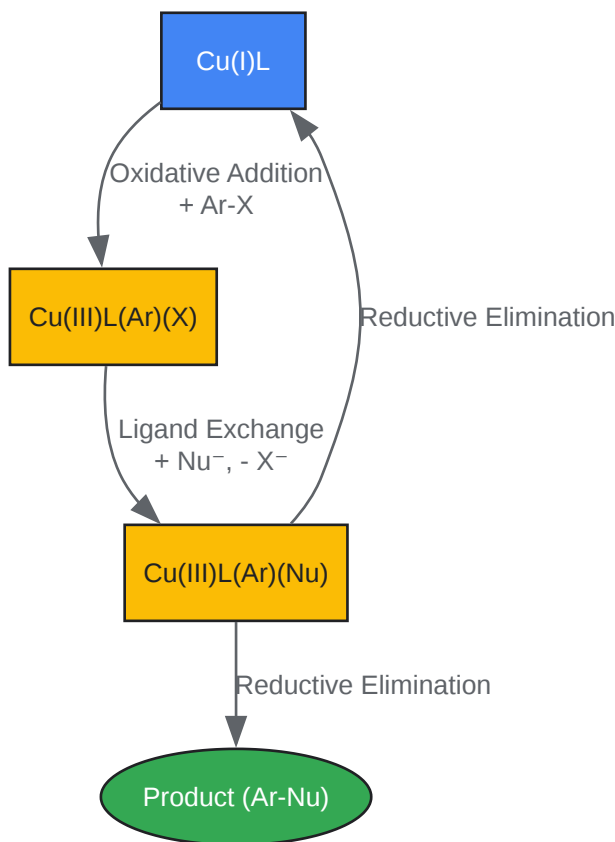 Cu(I)L
Oxidative Addition
+ Ar-X
Cu(III)L(Ar)(X)
Reductive Elimination
Ligand Exchange
+ Nu⁻, - X⁻
Cu(III)L(Ar)(Nu)
Reductive Elimination
Product (Ar-Nu)